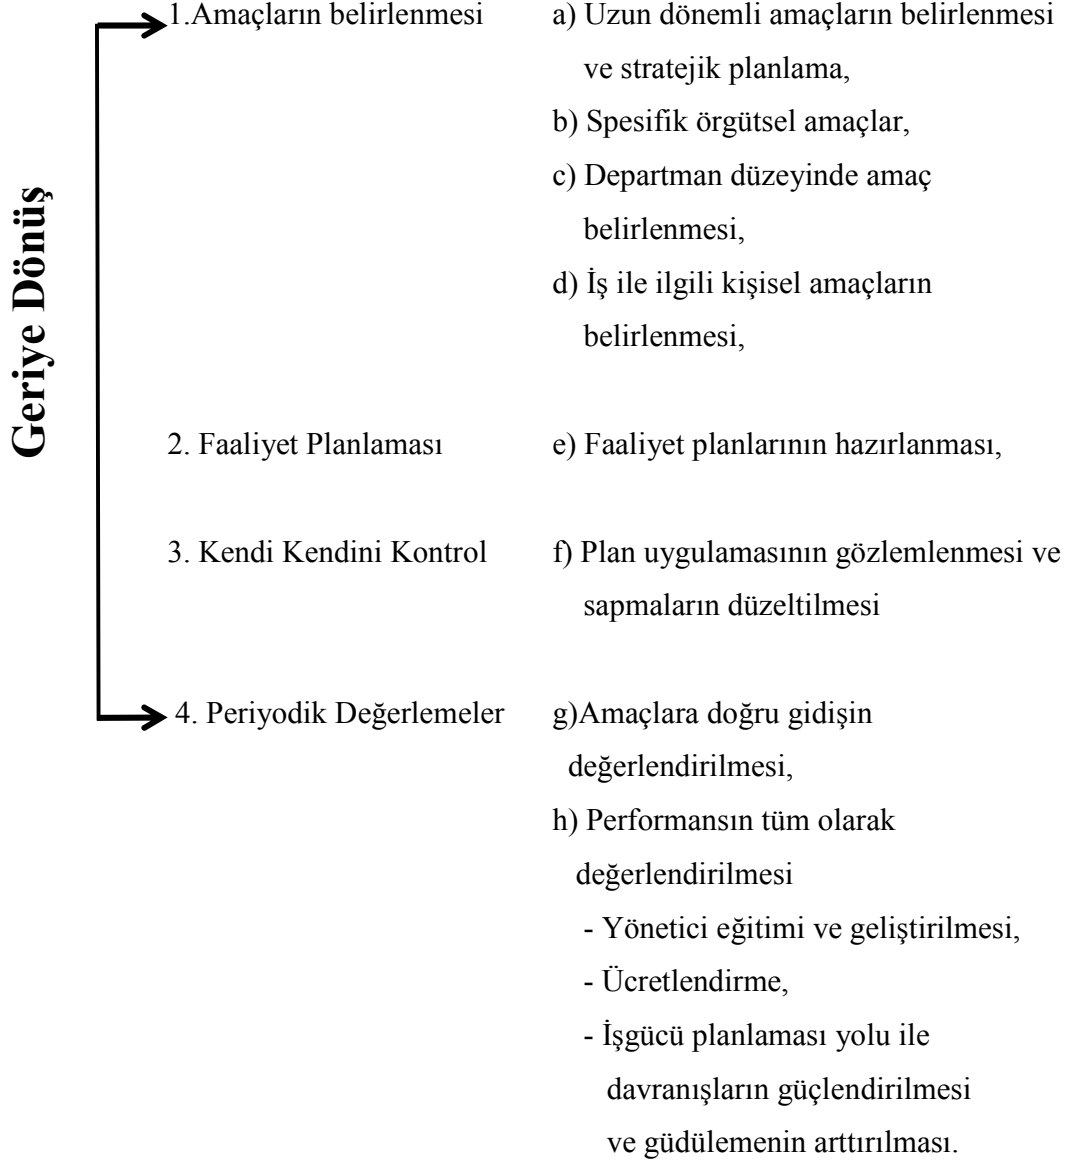 Geriye Dönüş
1.Amaçların belirlenmesi a) Uzun dönemli amaçların belirlenmesi
ve stratejik planlama,
b) Spesifik örgütsel amaçlar,
c) Departman düzeyinde amaç
belirlenmesi,
d) İş ile ilgili kişisel amaçların
belirlenmesi,
2. Faaliyet Planlaması e) Faaliyet planlarının hazırlanması,
3. Kendi Kendini Kontrol f) Plan uygulamasının gözlemlenmesi ve
sapmaların düzeltilmesi
4. Periyodik Değerlemeler g)Amaçlara doğru gidişin
değerlendirilmesi,
h) Performansın tüm olarak
değerlendirilmesi
- Yönetici eğitimi ve geliştirilmesi,
- Ücretlendirme,
- İşgücü planlaması yolu ile
davranışların güçlendirilmesi
ve güdülemenin arttırılması.